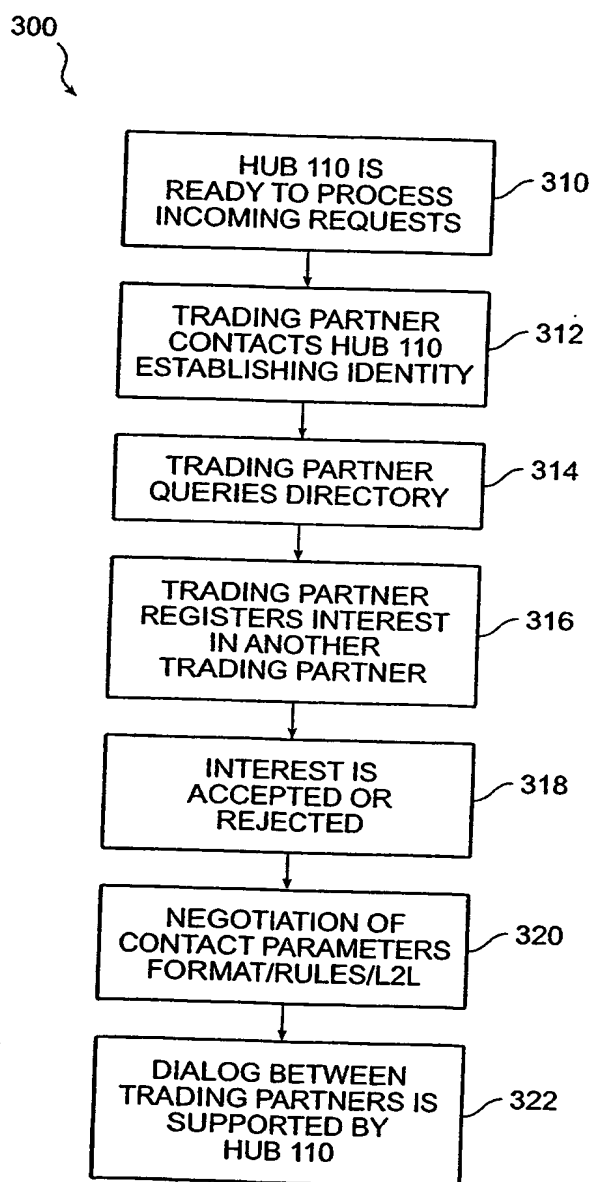 300
HUB 110 IS
READY TO PROCESS
INCOMING REQUESTS
310
TRADING PARTNER
CONTACTS HUB 110
ESTABLISHING IDENTITY
312
TRADING PARTNER
QUERIES DIRECTORY
314
TRADING PARTNER
REGISTERS INTEREST
IN ANOTHER
TRADING PARTNER
316
INTEREST IS
ACCEPTED OR
REJECTED
318
NEGOTIATION OF
CONTACT PARAMETERS
FORMAT/RULES/L2L
320
DIALOG BETWEEN
TRADING PARTNERS IS
SUPPORTED BY
HUB 110
322